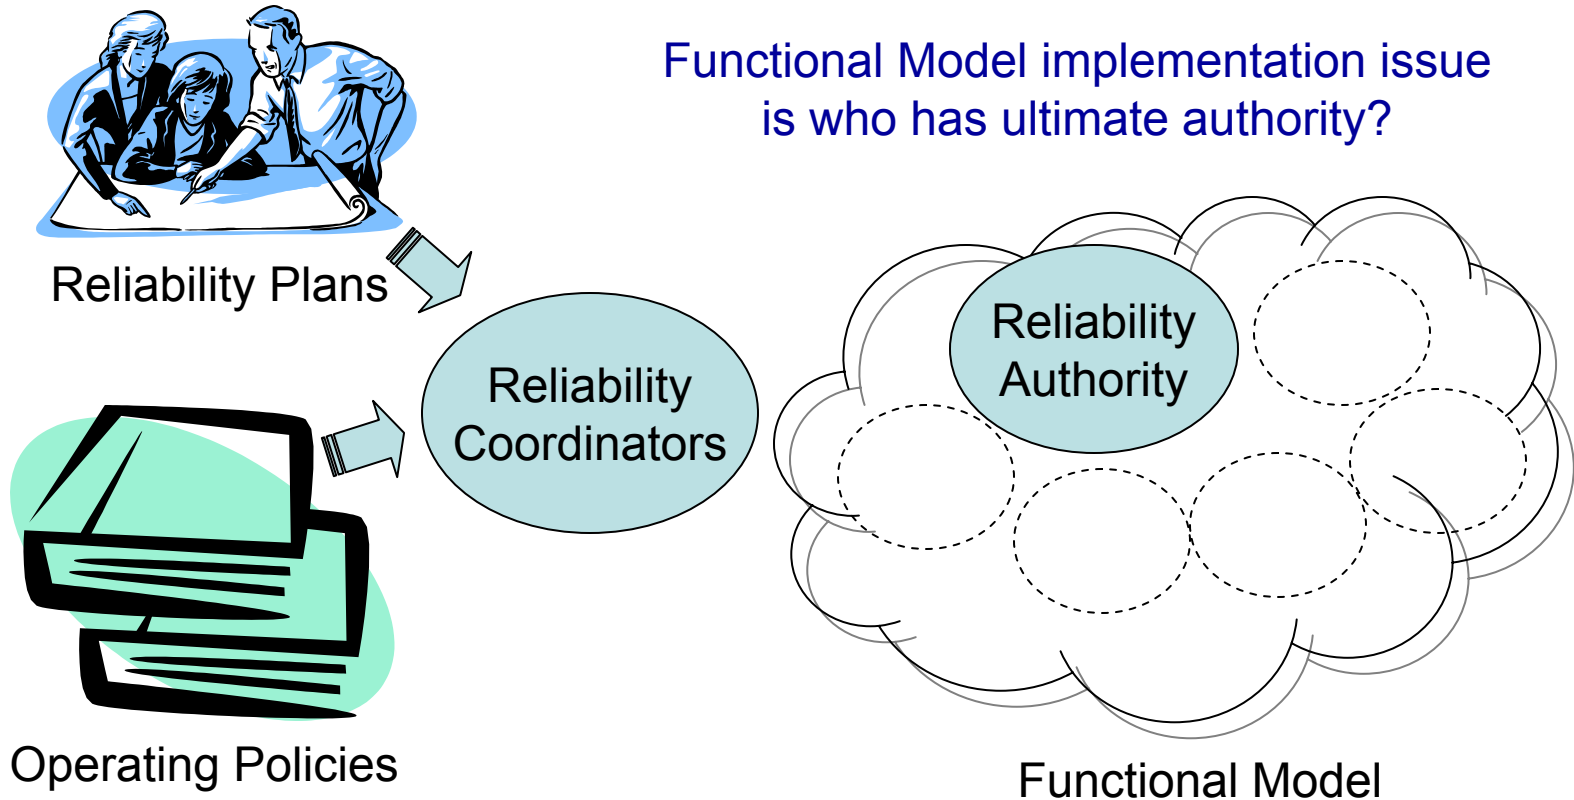 Functional Model implementation issue
is who has ultimate authority?
Reliability Plans
Reliability
Coordinators
Reliability
Authority
Operating Policies
Functional Model